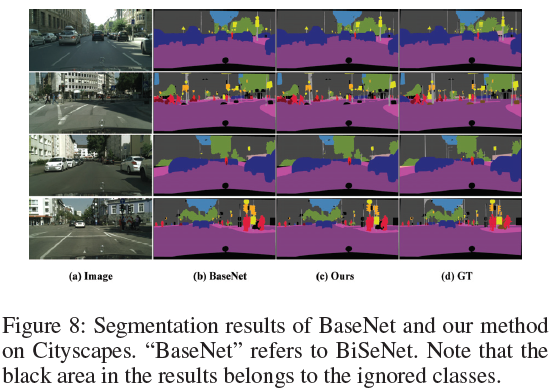 (a) Image (b) BaseNet (c) Ours (d) GT
Figure 8: Segmentation results of BaseNet and our method
on Cityscapes. “BaseNet” refers to BiSeNet. Note that the
black area in the results belongs to the ignored classes.